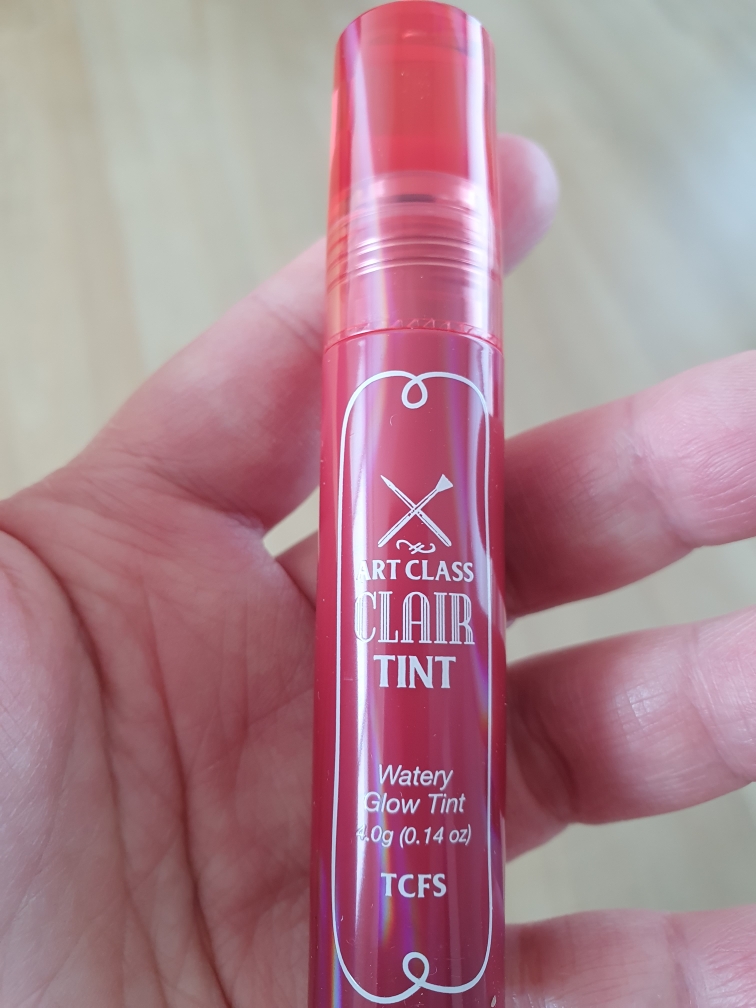 ART CLASS
CLAIR
TINT
Watery
Glow Tint
4.0g (0.14 oz)
TCFS